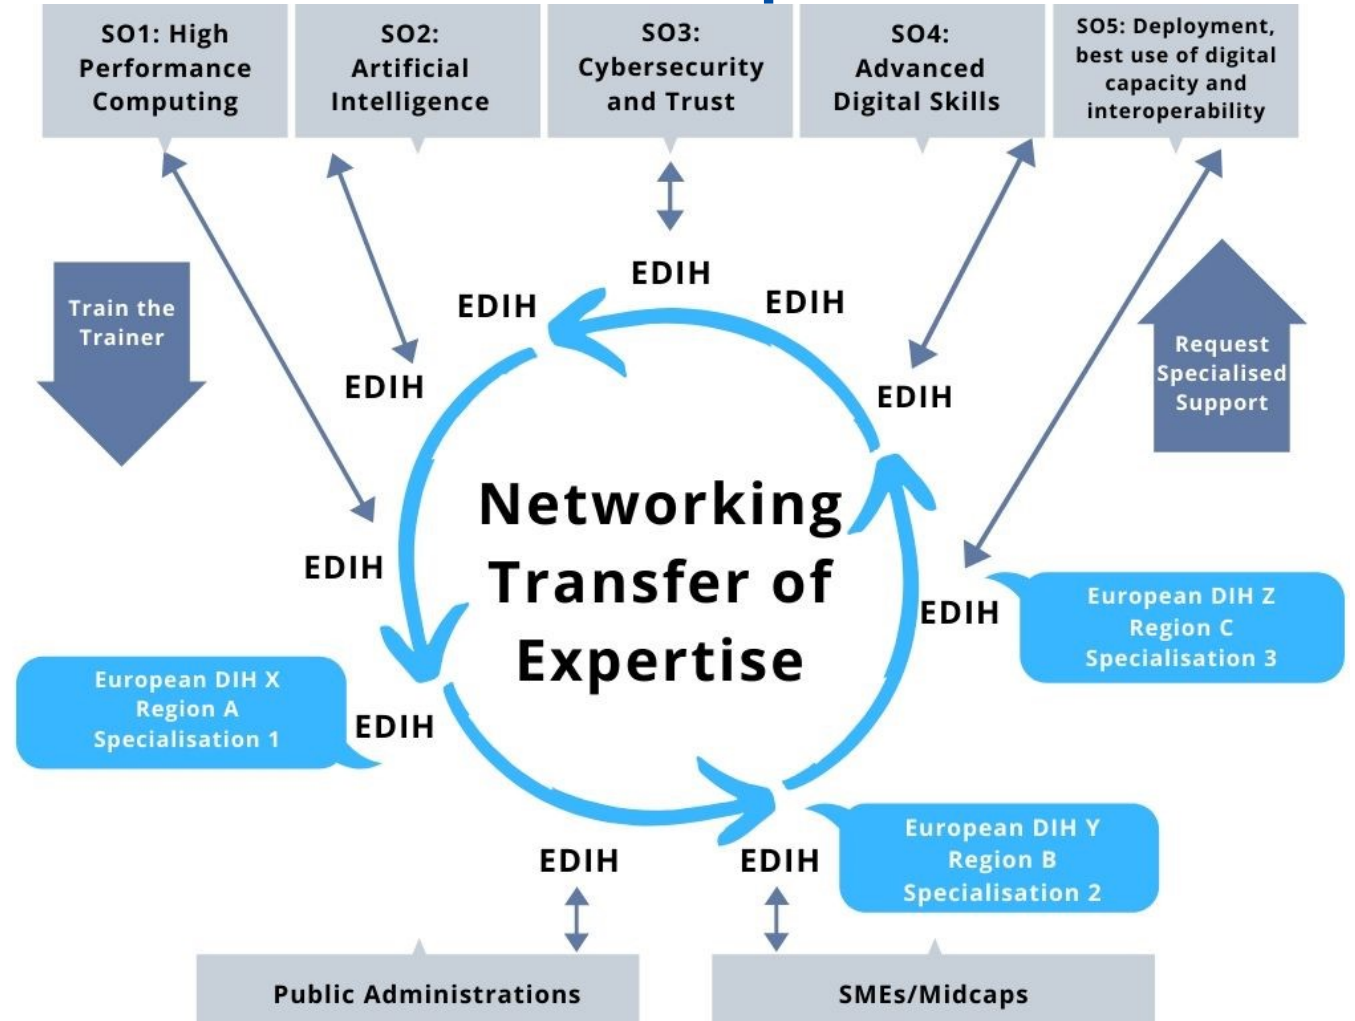 SO1: High
Performance
Computing
SO2:
Artificial
Intelligence
SO3:
Cybersecurity
and Trust
SO4:
Advanced
Digital Skills
SO5: Deployment,
best use of digital
capacity and
interoperability
Train the
Trainer
Request
Specialised
Support
EDIH
EDIH
EDIH
EDIH
EDIH
EDIH
EDIH
EDIH
EDIH
EDIH
Networking
Transfer of
Expertise
European DIH Z
Region C
Specialisation 3
European DIH X
Region A
Specialisation 1
European DIH Y
Region B
Specialisation 2
Public Administrations
SMEs/Midcaps